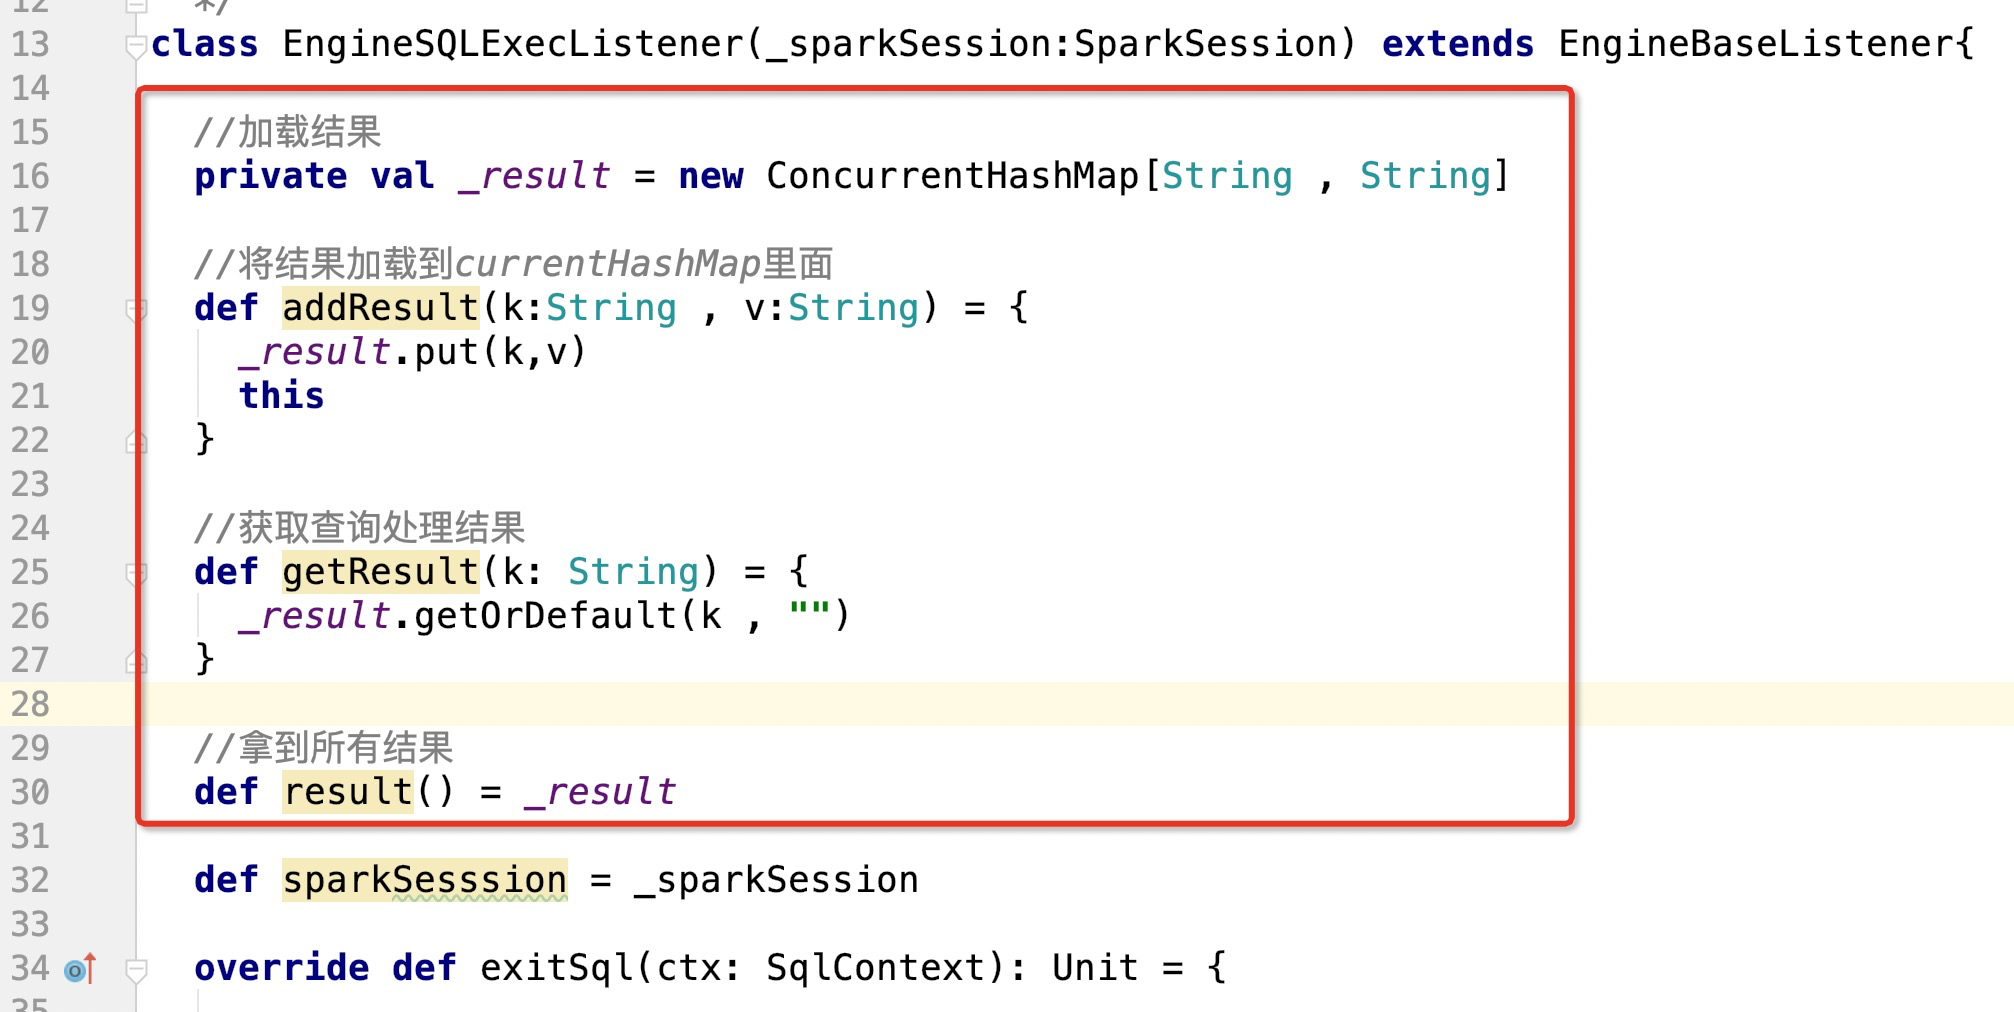 12 */
13 class EngineSQLExecListener(_sparkSession:SparkSession) extends EngineBaseListener{
14
15 //加载结果
16 private val _result = new ConcurrentHashMap[String , String]
17
18 //将结果加载到currentHashMap里面
19 def addResult(k:String , v:String) = {
20 _result.put(k,v)
21 this
22 }
23
24 //获取查询处理结果
25 def getResult(k: String) = {
26 _result.getOrDefault(k , "")
27 }
28
29 //拿到所有结果
30 def result() = _result
31
32 def sparkSesssion = _sparkSession
33
34 override def exitSql(ctx: SqlContext): Unit = {
35